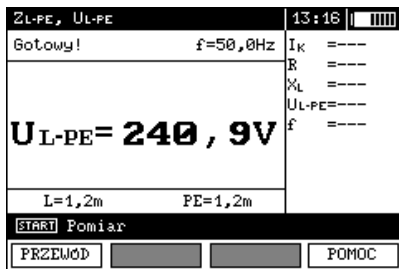 ZL-PE, UL-PE 13:16
Gotowy! f=50,0Hz
IK =---
R =---
XL =---
UL-PE=---
f =---
UL-PE= 240,9V
L=1,2m PE=1,2m
START Pomiar
PRZEWÓD POMOC